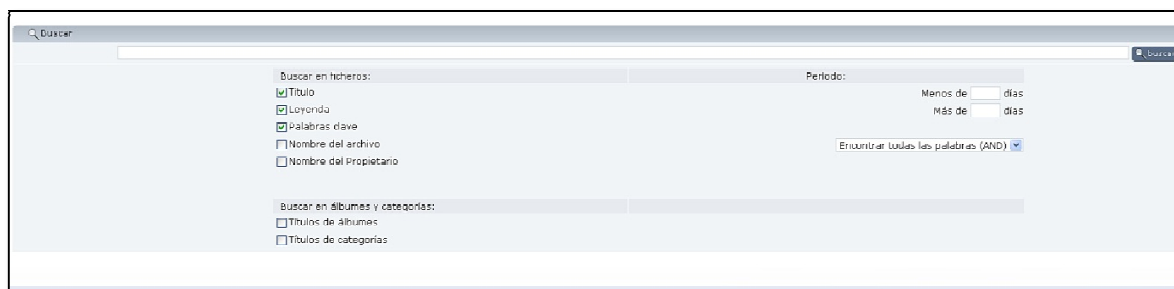 Buscar
buscar
Buscar en ficheros:
Periodo:
Título
Menos de días
Leyenda
Más de días
Palabras clave
Nombre del archivo
Encontrar todas las palabras (AND)
Nombre del Propietario
Buscar en álbumes y categorías:
Títulos de álbumes
Títulos de categorías